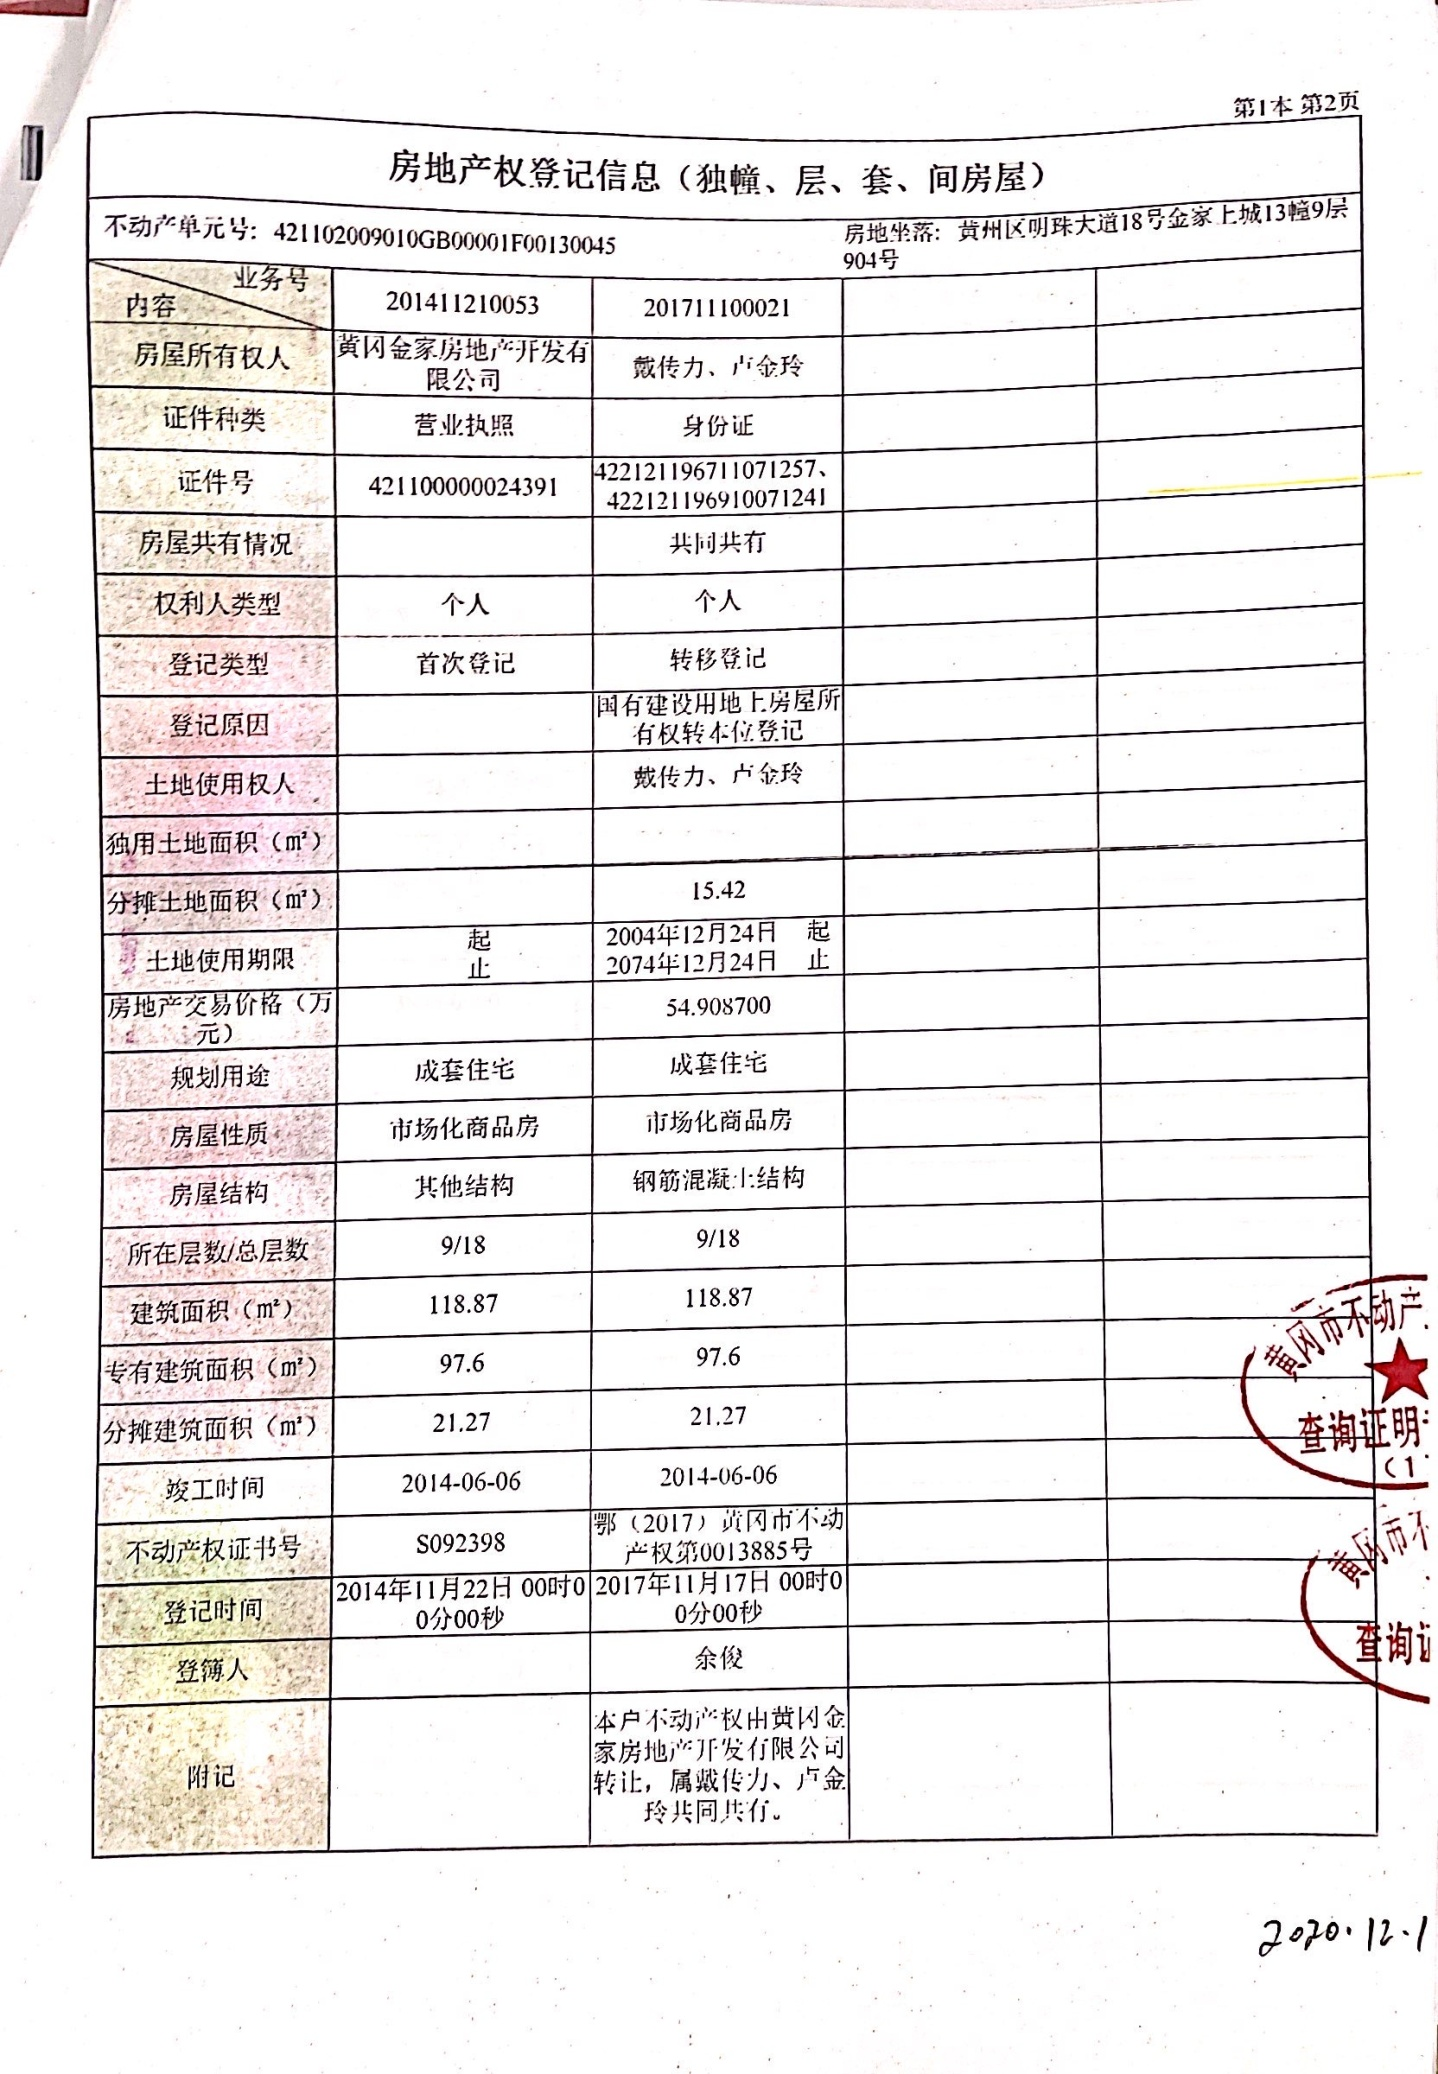 第1本 第2页
房地产权登记信息（独幢、层、套、间房屋）
不动产单元号: 421102009010GB00001F00130045
房地坐落: 黄州区明珠大道18号金家上城13幢9层
904号
业务号
内容
201411210053
201711100021
房屋所有权人
黄冈金家房地产开发有
限公司
戴传力、卢金玲
证件种类
营业执照
身份证
证件号
421100000024391
422121196711071257、
422121196910071241
房屋共有情况
共同共有
权利人类型
个人
个人
登记类型
首次登记
转移登记
登记原因
国有建设用地上房屋所
有权转本位登记
土地使用权人
戴传力、卢金玲
独用土地面积（㎡）
分摊土地面积（㎡）
15.42
土地使用期限
起
止
2004年12月24日 起
2074年12月24日 止
房地产交易价格（万
元）
54.908700
规划用途
成套住宅
成套住宅
房屋性质
市场化商品房
市场化商品房
房屋结构
其他结构
钢筋混凝土结构
所在层数/总层数
9/18
9/18
建筑面积（㎡）
118.87
118.87
专有建筑面积（㎡）
97.6
97.6
分摊建筑面积（㎡）
21.27
21.27
竣工时间
2014-06-06
2014-06-06
不动产权证书号
S092398
鄂（2017）黄冈市不动
产权第0013885号
登记时间
2014年11月22日 00时0
0分00秒
2017年11月17日 00时0
0分00秒
登簿人
余俊
附记
本户不动产权由黄冈金
家房地产开发有限公司
转让，属戴传力、卢金
玲共同共有。
黄冈市不动产
查询证明
(1
黄冈市不
查询证
2020.12.1